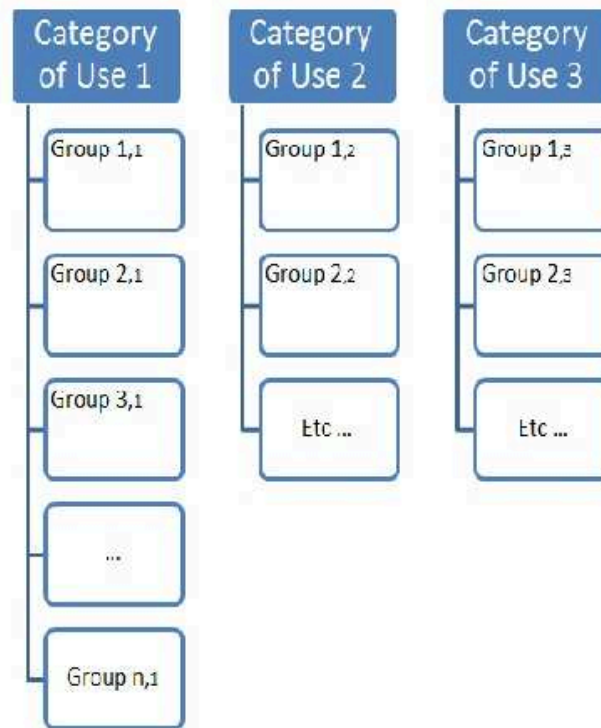 Category
of Use 1
Group 1,1
Group 2,1
Group 3,1
...
Group n,1
Category
of Use 2
Group 1,2
Group 2,2
Etc ...
Category
of Use 3
Group 1,3
Group 2,3
Etc ...